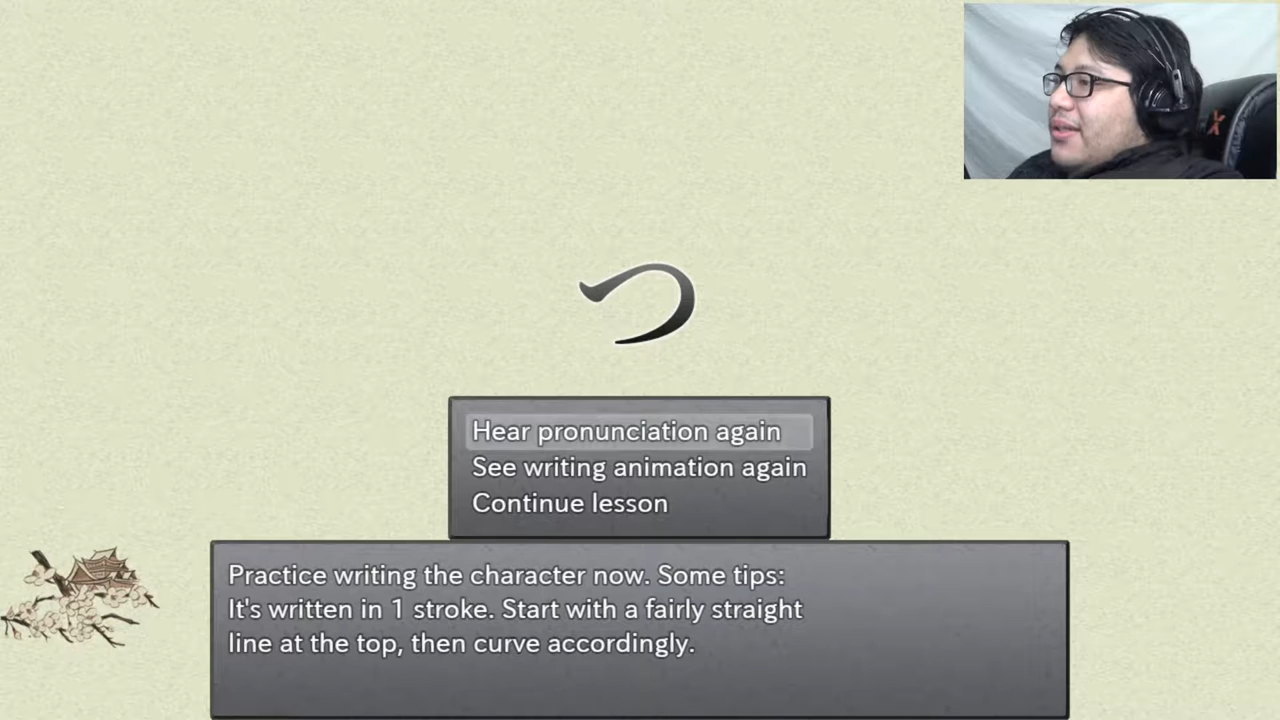 つ
Hear pronunciation again
See writing animation again
Continue lesson
Practice writing the character now. Some tips:
It's written in 1 stroke. Start with a fairly straight
line at the top, then curve accordingly.